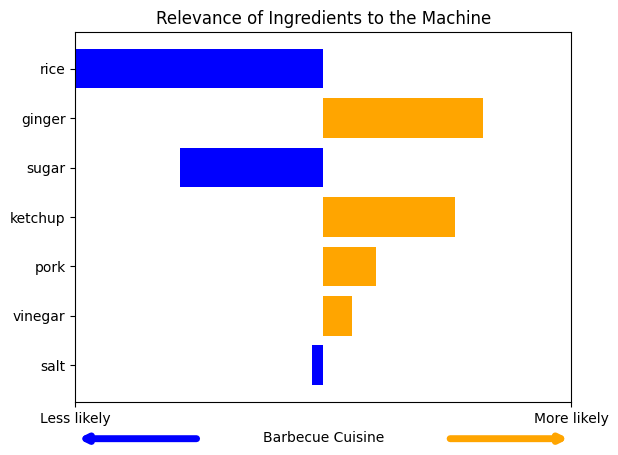 Relevance of Ingredients to the Machine
rice
ginger
sugar
ketchup
pork
vinegar
salt
Less likely
More likely
Barbecue Cuisine